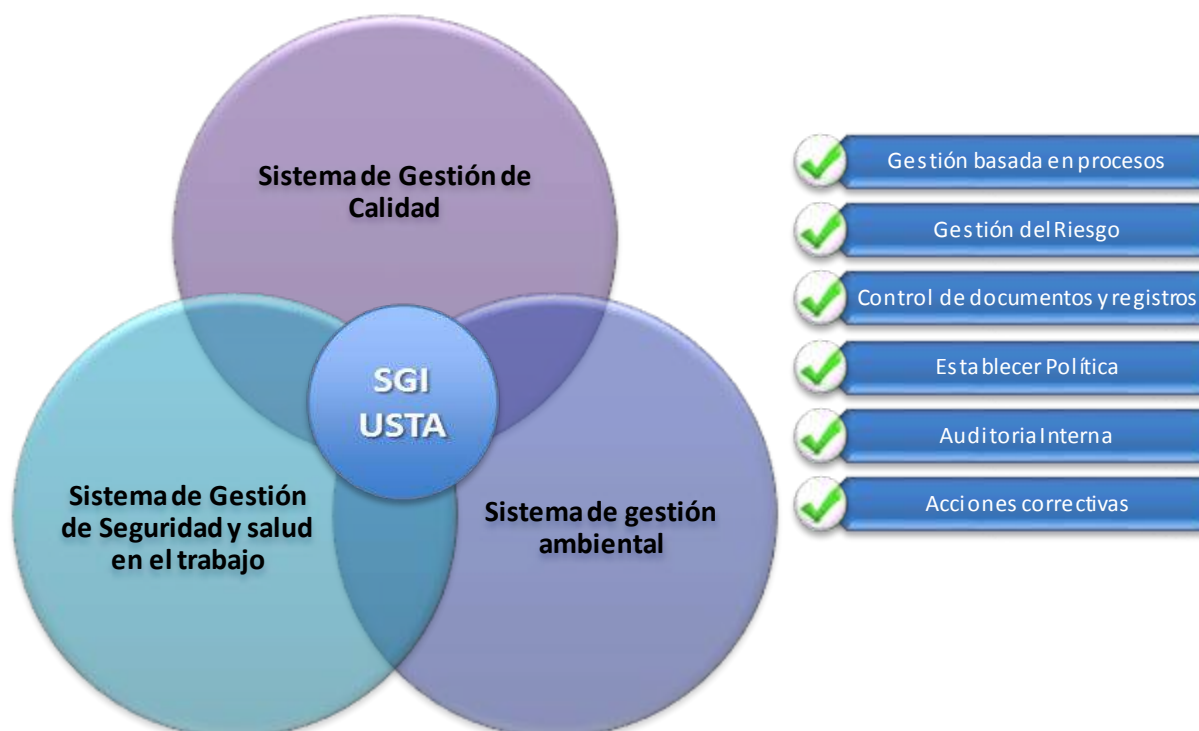 Sistema de Gestión de
Calidad
SGI
USTA
Sistema de Gestión
de Seguridad y salud
en el trabajo
Sistema de gestión
ambiental
Gestión basada en procesos
Gestión del Riesgo
Control de documentos y registros
Establecer Política
Auditoria Interna
Acciones correctivas